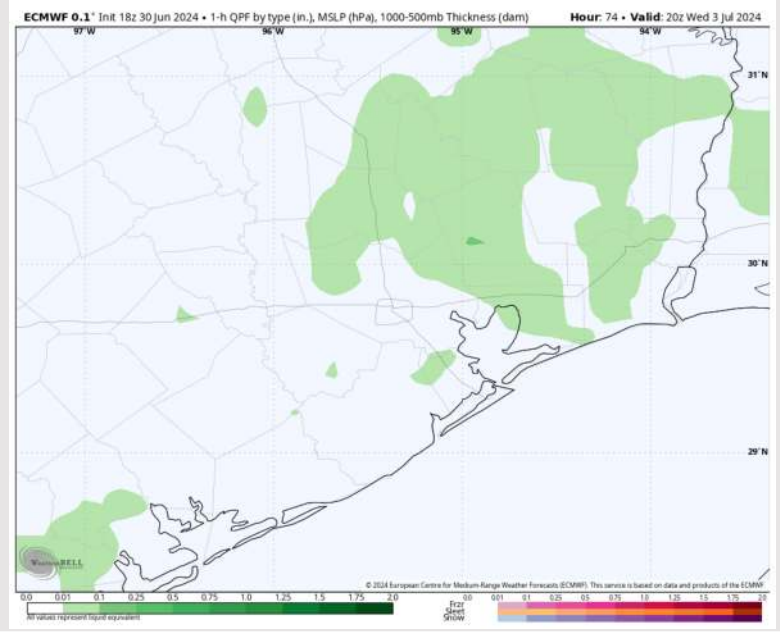 ECMWF 0.1° Init 18z 30 Jun 2024 • 1-h QPF by type (in.), MSLP (hPa), 1000-500mb Thickness (dam) Hour: 74 • Valid: 20z Wed 3 Jul 2024
97°W 96°W 95°W 94°W
31°N
30°N
29°N
WEATHERBELL
© 2024 European Centre for Medium-Range Weather Forecasts (ECMWF). This service is based on data and products of the ECMWF.
0.0 0.01 0.1 0.25 0.5 0.75 1.0 1.25 1.5 1.75 2.0 0.0 0.01 0.1 0.25 0.5 0.75 1.0 1.25 1.5 1.75 2.0
Frzr
Sleet
Snow
All values represent liquid equivalent